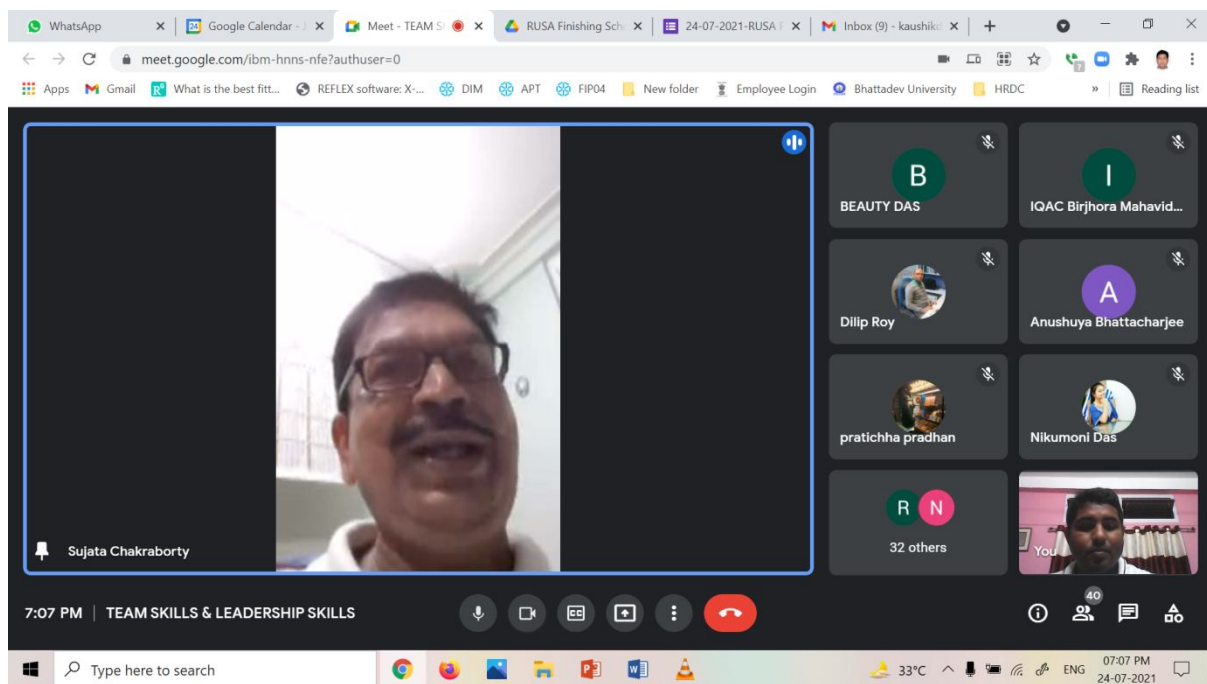 WhatsApp
Google Calendar - J
Meet - TEAM S
RUSA Finishing Sch
24-07-2021-RUSA F
Inbox (9) - kaushikd
meet.google.com/ibm-hnns-nfe?authuser=0
7
Apps
Gmail
What is the best fitt...
REFLEX software: X-...
DIM
APT
FIP04
New folder
Employee Login
Bhattadev University
HRDC
»
Reading list
B
BEAUTY DAS
I
IQAC Birjhora Mahavid...
Dilip Roy
A
Anushuya Bhattacharjee
pratichha pradhan
Nikumoni Das
R N
32 others
You
Sujata Chakraborty
7:07 PM | TEAM SKILLS & LEADERSHIP SKILLS
40
Type here to search
33°C
ENG
07:07 PM
24-07-2021